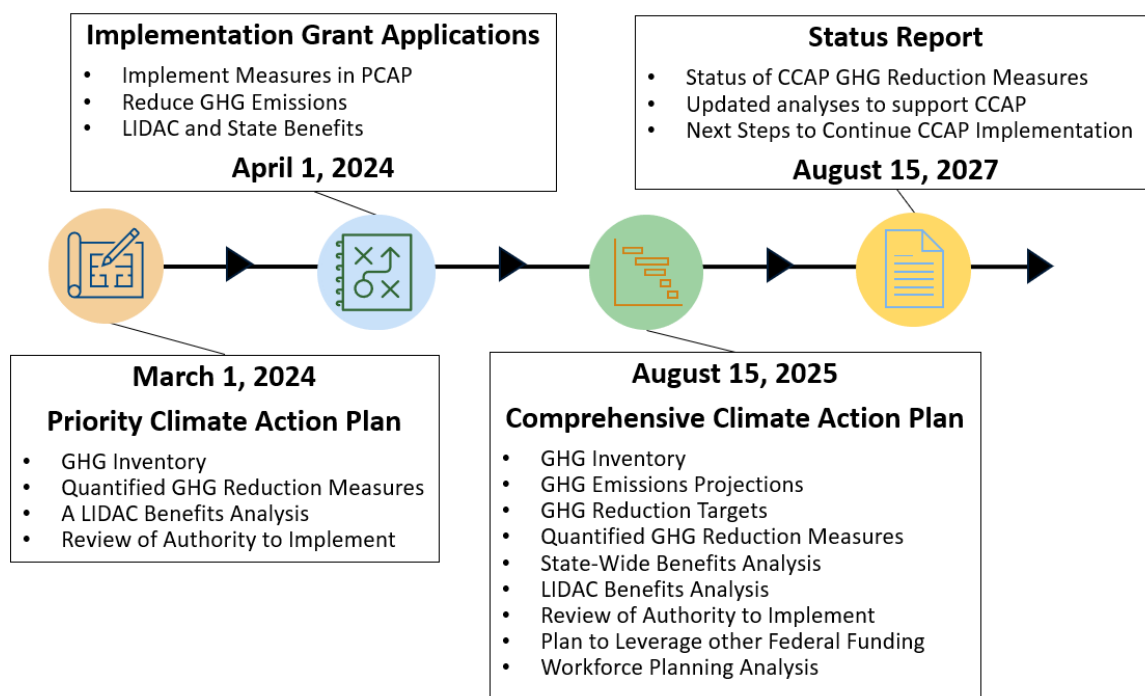 Implementation Grant Applications
• Implement Measures in PCAP
• Reduce GHG Emissions
• LIDAC and State Benefits
April 1, 2024
Status Report
• Status of CCAP GHG Reduction Measures
• Updated analyses to support CCAP
• Next Steps to Continue CCAP Implementation
August 15, 2027
March 1, 2024
Priority Climate Action Plan
• GHG Inventory
• Quantified GHG Reduction Measures
• A LIDAC Benefits Analysis
• Review of Authority to Implement
August 15, 2025
Comprehensive Climate Action Plan
• GHG Inventory
• GHG Emissions Projections
• GHG Reduction Targets
• Quantified GHG Reduction Measures
• State-Wide Benefits Analysis
• LIDAC Benefits Analysis
• Review of Authority to Implement
• Plan to Leverage other Federal Funding
• Workforce Planning Analysis